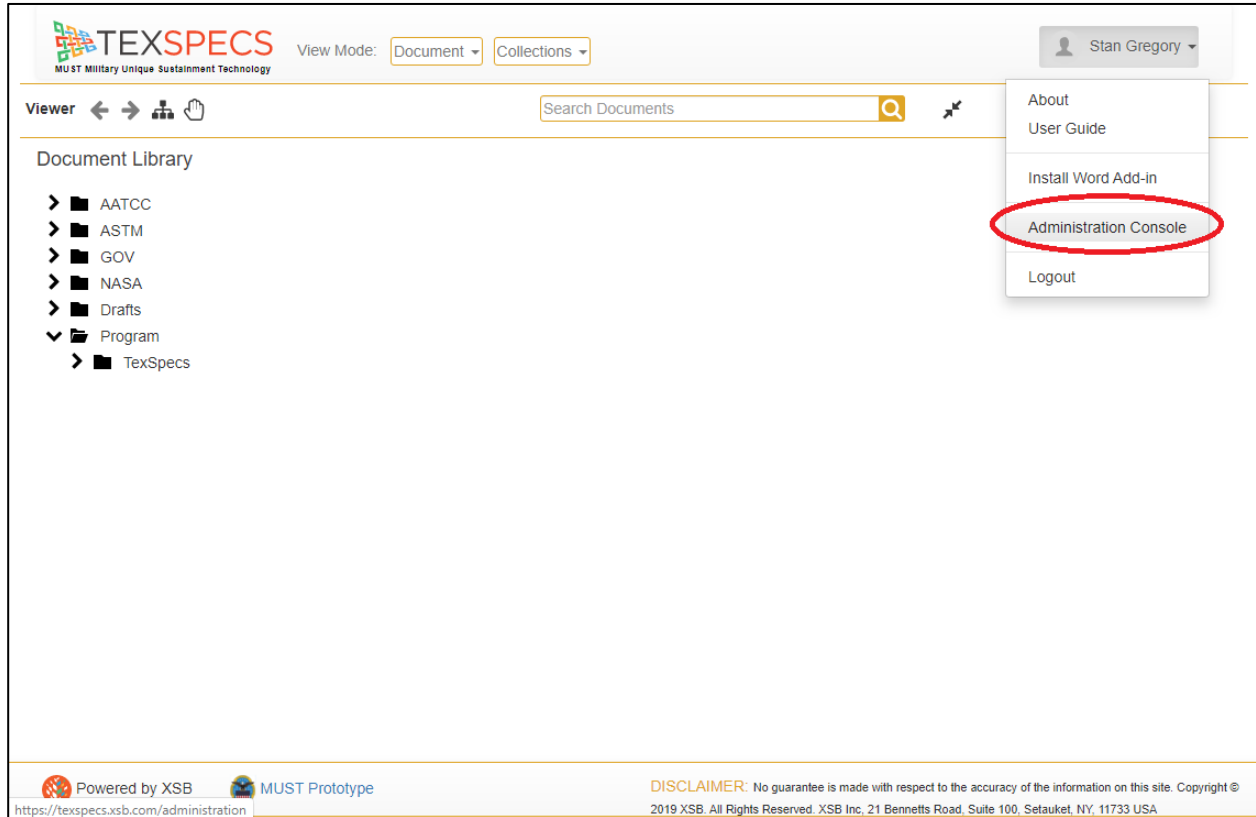 TEXSPECS
MUST Military Unique Sustainment Technology
View Mode: Document Collections
Stan Gregory
Viewer
Search Documents
About
User Guide
Install Word Add-in
Administration Console
Logout
Document Library
AATCC
ASTM
GOV
NASA
Drafts
Program
TexSpecs
Powered by XSB
MUST Prototype
DISCLAIMER: No guarantee is made with respect to the accuracy of the information on this site. Copyright ©
2019 XSB. All Rights Reserved. XSB Inc, 21 Bennetts Road, Suite 100, Setauket, NY, 11733 USA
https://texspecs.xsb.com/administration